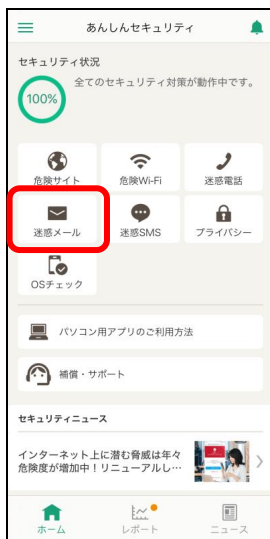 あんしんセキュリティ
セキュリティ状況
全てのセキュリティ対策が動作中です。
100%
危険サイト
危険Wi-Fi
迷惑電話
迷惑メール
迷惑SMS
プライバシー
OSチェック
パソコン用アプリのご利用方法
補償・サポート
セキュリティニュース
インターネット上に潜む脅威は年々
危険度が増加中！リニューアルし…
ホーム
レポート
ニュース